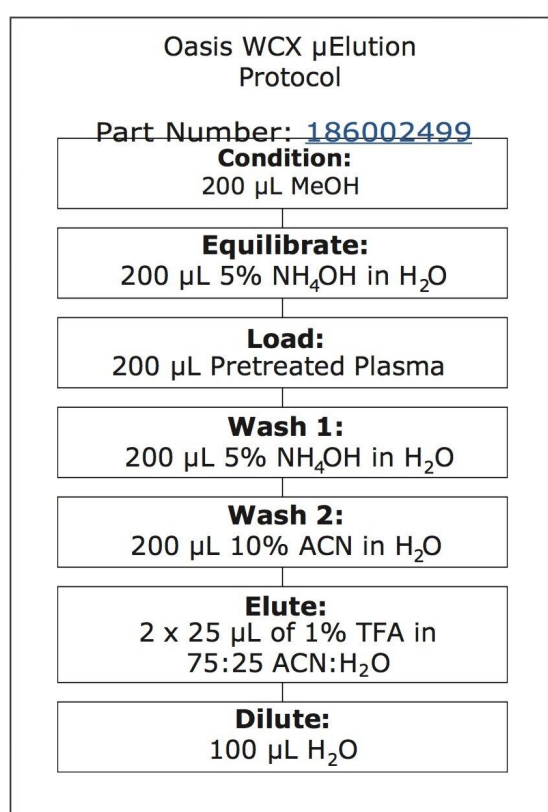 Oasis WCX µElution
Protocol
Part Number: 186002499
Condition:
200 µL MeOH
Equilibrate:
200 µL 5% NH₄OH in H₂O
Load:
200 µL Pretreated Plasma
Wash 1:
200 µL 5% NH₄OH in H₂O
Wash 2:
200 µL 10% ACN in H₂O
Elute:
2 x 25 µL of 1% TFA in
75:25 ACN:H₂O
Dilute:
100 µL H₂O